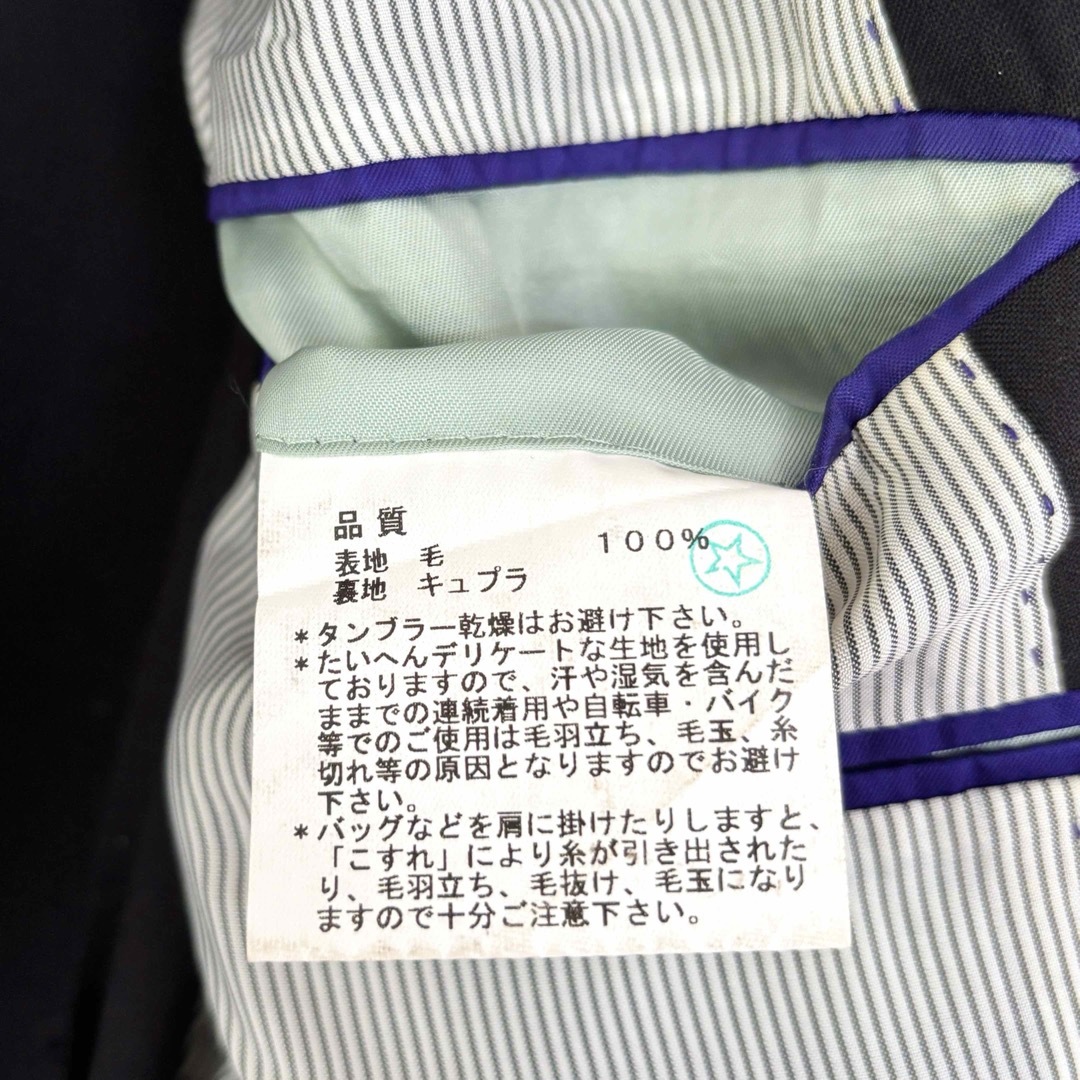 品質
表地　毛　100%
裏地　キュプラ
＊タンブラー乾燥はお避け下さい。
＊たいへんデリケートな生地を使用し
ておりますので、汗や湿気を含んだ
ままでの連続着用や自転車・バイク
等でのご使用は毛羽立ち、毛玉、糸
切れ等の原因となりますのでお避け
下さい。
＊バッグなどを肩に掛けたりしますと、
「こすれ」により糸が引き出された
り、毛羽立ち、毛抜け、毛玉になり
ますので十分ご注意下さい。